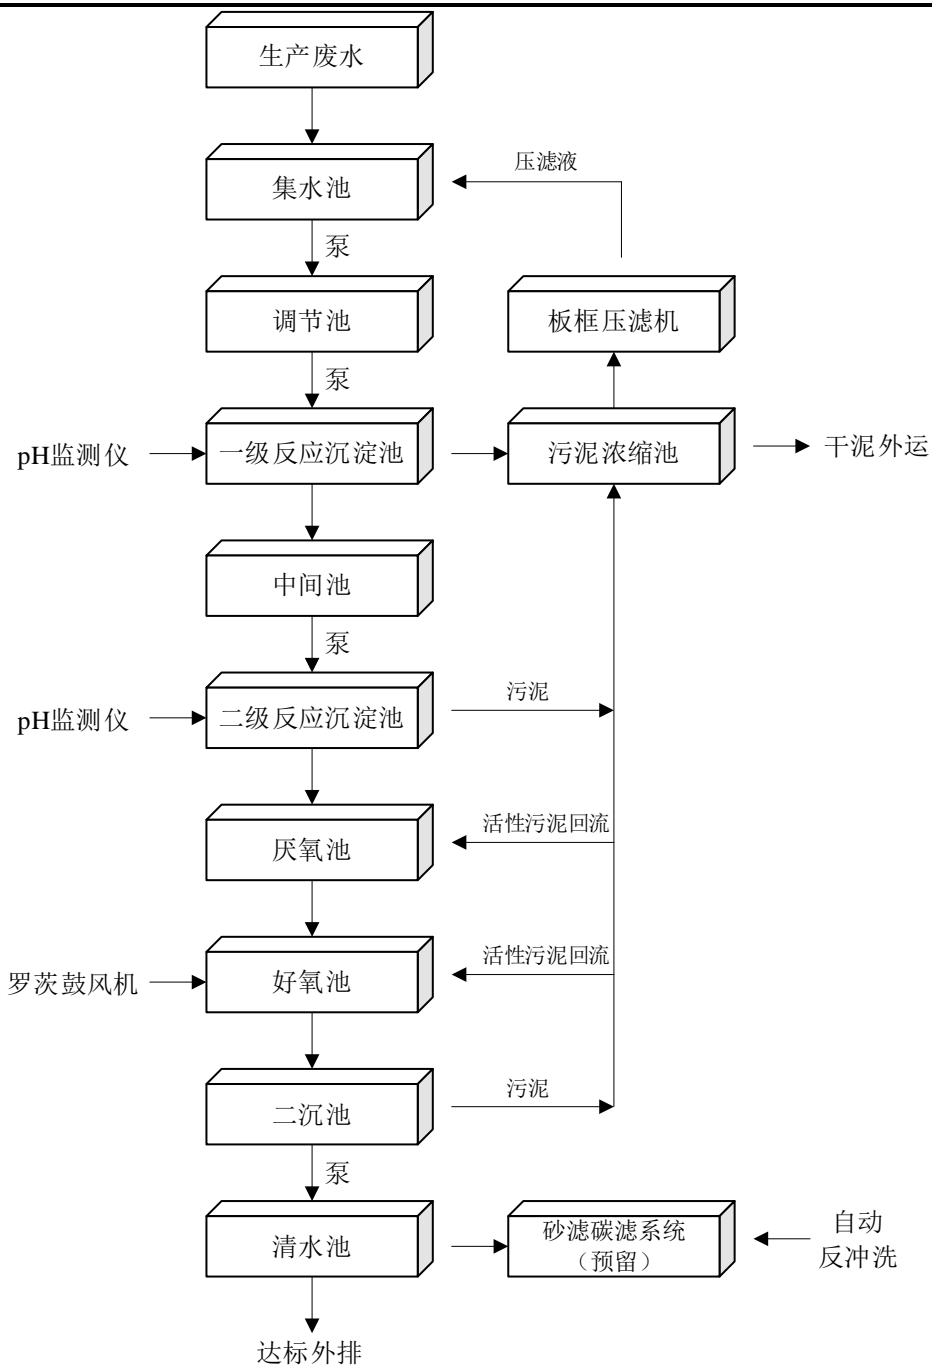 生产废水
压滤液
集水池
泵
调节池
板框压滤机
泵
pH监测仪
一级反应沉淀池
污泥浓缩池
干泥外运
中间池
泵
污泥
pH监测仪
二级反应沉淀池
活性污泥回流
厌氧池
活性污泥回流
罗茨鼓风机
好氧池
污泥
二沉池
泵
清水池
砂滤碳滤系统
（预留）
自动
反冲洗
达标外排